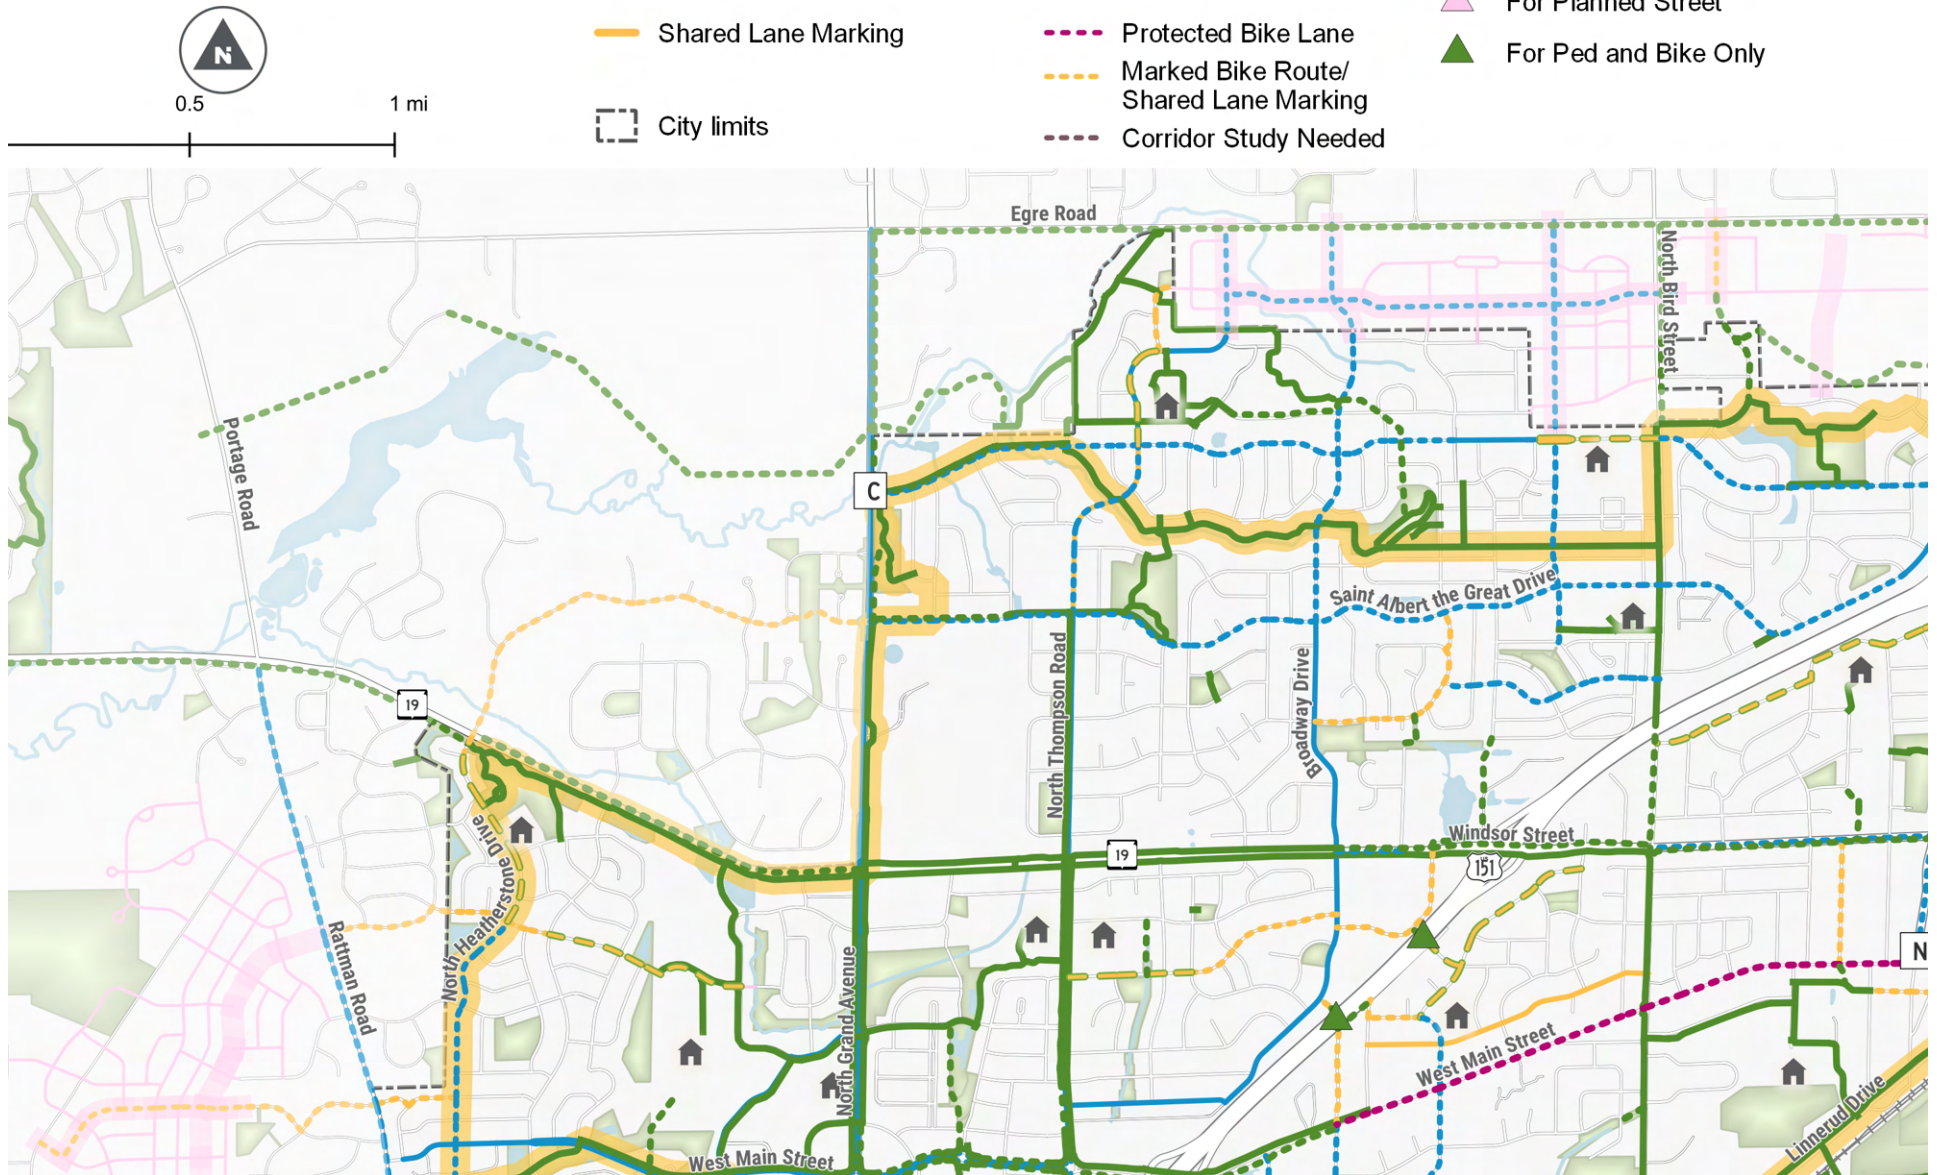 For Planned Street
Shared Lane Marking
Protected Bike Lane
For Ped and Bike Only
N
Marked Bike Route/
Shared Lane Marking
0.5
1 mi
City limits
Corridor Study Needed
Egre Road
North Bird Street
Portage Road
C
Saint Albert the Great Drive
North Thompson Road
Broadway Drive
19
Windsor Street
19
151
North Heatherstone Drive
Rattman Road
North Grand Avenue
N
West Main Street
Linnerud Drive
West Main Street